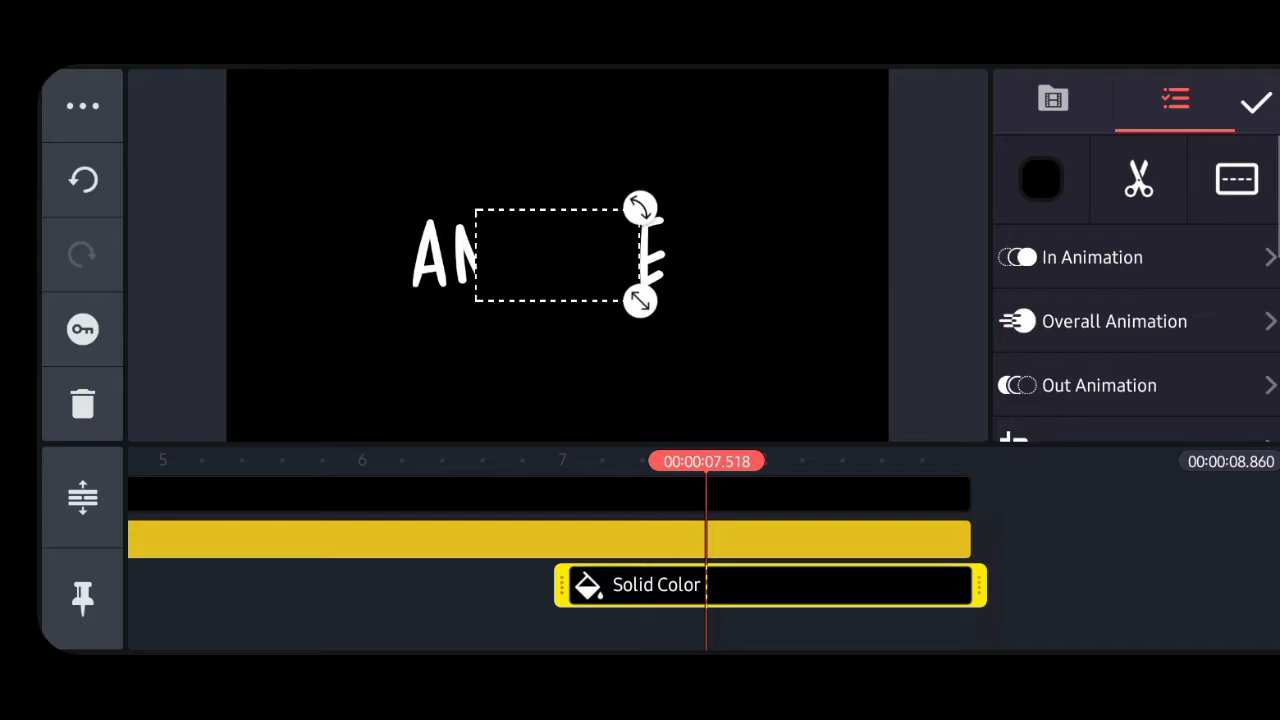 AN E
In Animation
Overall Animation
Out Animation
5 6 7
00:00:07.518
00:00:08.860
Solid Color